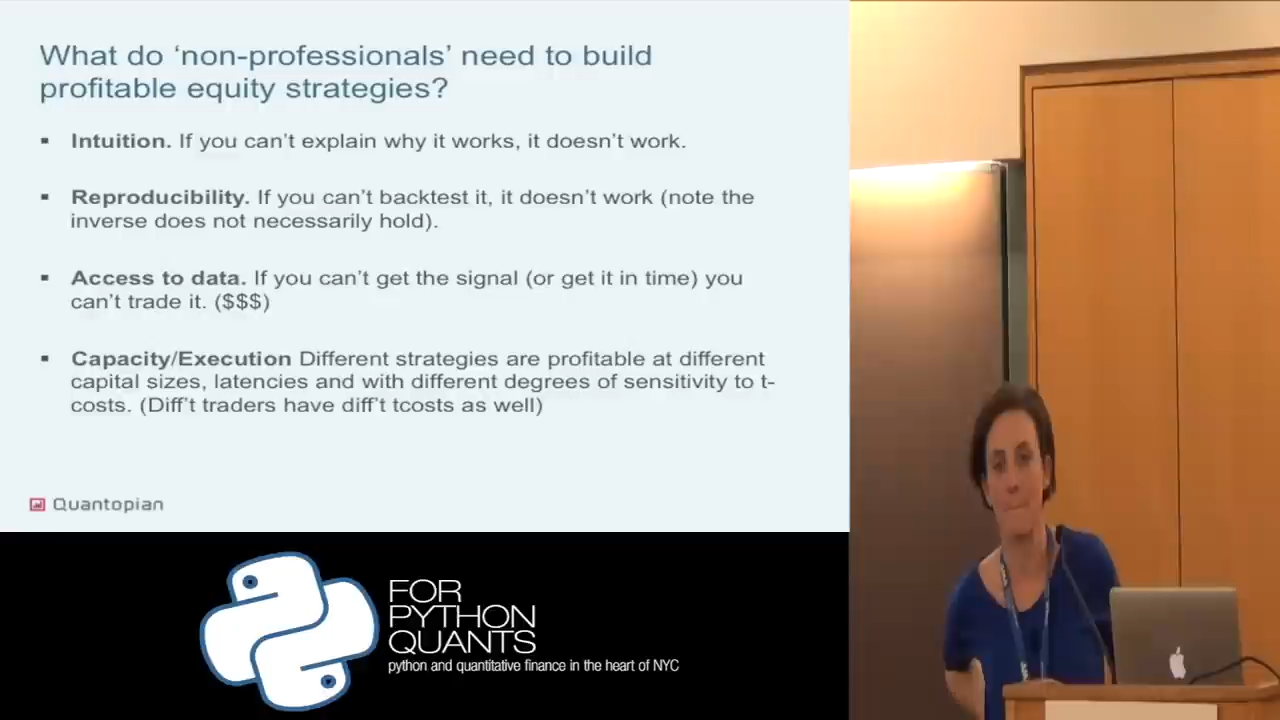 What do ‘non-professionals’ need to build
profitable equity strategies?
▪ Intuition. If you can’t explain why it works, it doesn’t work.
▪ Reproducibility. If you can’t backtest it, it doesn’t work (note the
inverse does not necessarily hold).
▪ Access to data. If you can’t get the signal (or get it in time) you
can’t trade it. ($$$)
▪ Capacity/Execution Different strategies are profitable at different
capital sizes, latencies and with different degrees of sensitivity to t-
costs. (Diff’t traders have diff’t tcosts as well)
Quantopian
FOR
PYTHON
QUANTS
python and quantitative finance in the heart of NYC